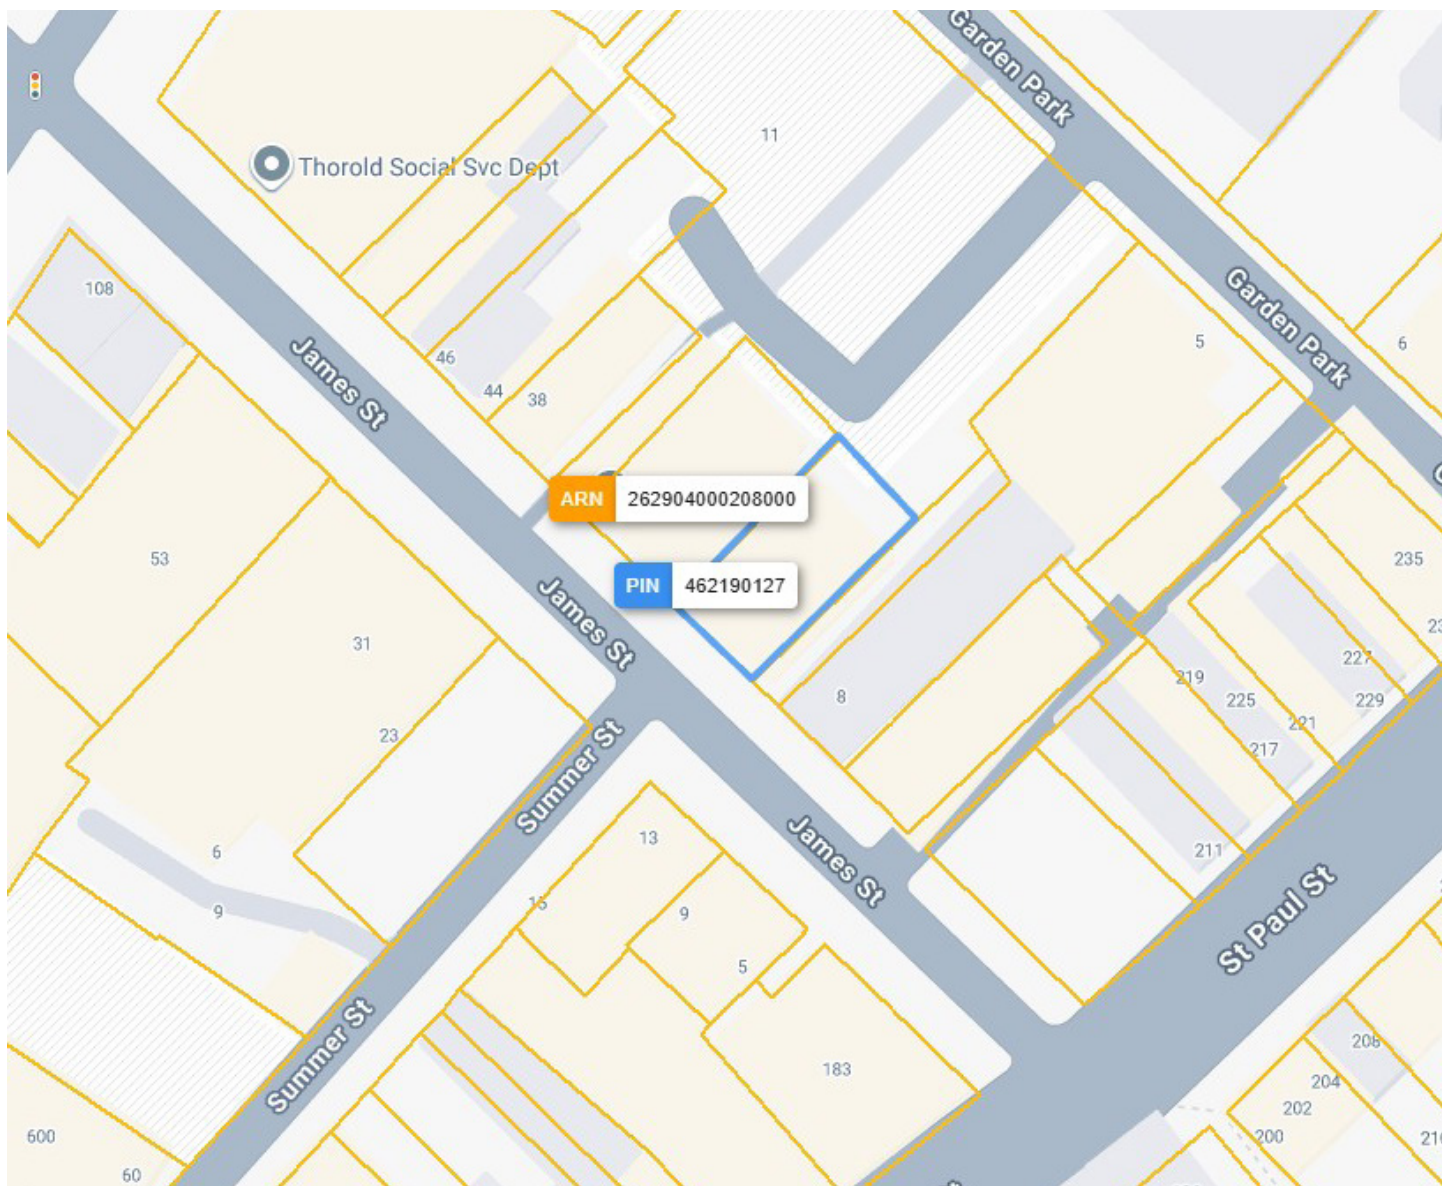 Garden Park
11
Thorold Social Svc Dept
108
Garden Park
5
6
James St
46
44
38
ARN 262904000208000
53
235
PIN 462190127
James St
31
227
219
225
229
8
221
23
217
Summer St
13
James St
211
6
9
15
9
St Paul St
5
Summer St
208
183
204
202
600
200
60